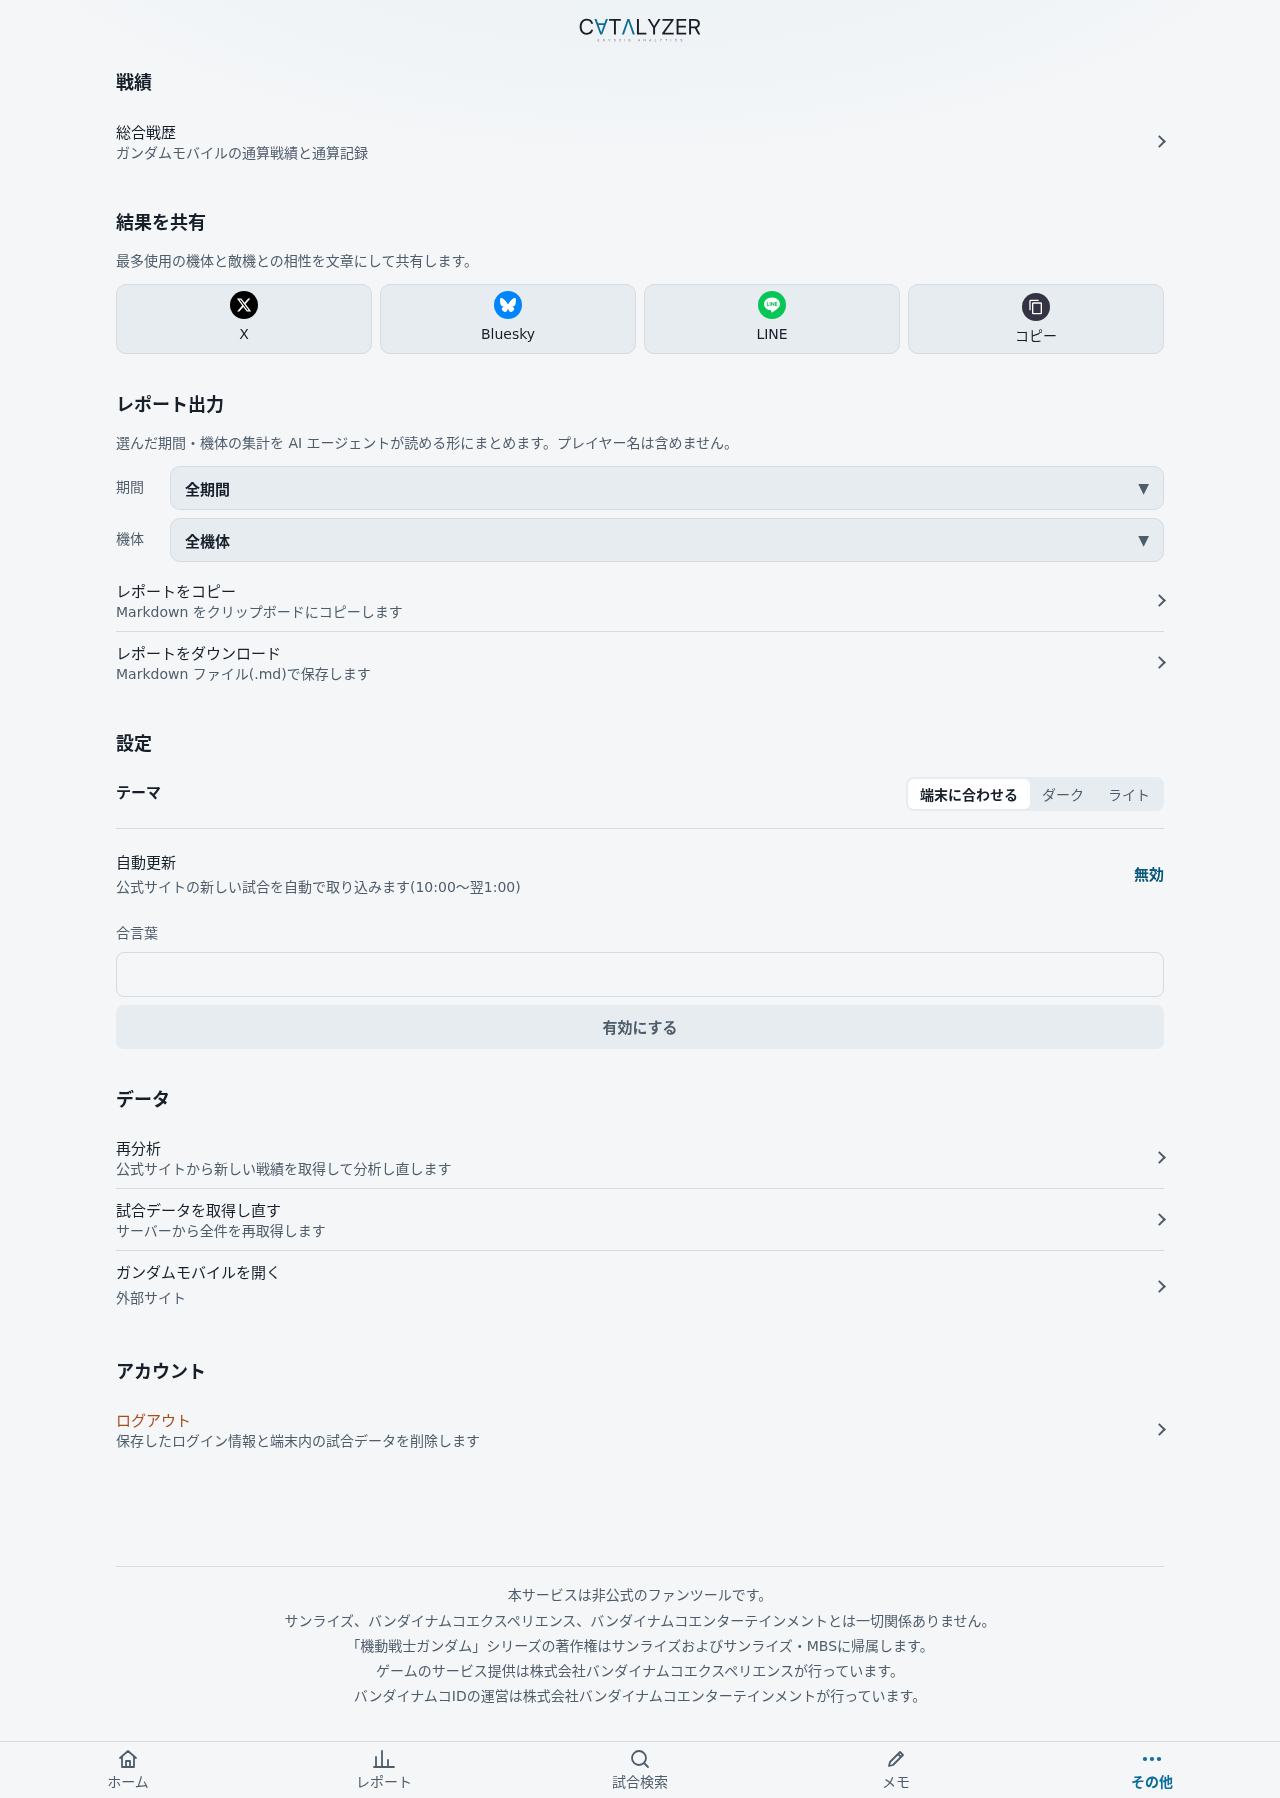 C∀TΛLYZER
戦績
総合戦歴
ガンダムモバイルの通算戦績と通算記録
結果を共有
最多使用の機体と敵機との相性を文章にして共有します。
X
Bluesky
LINE
コピー
レポート出力
選んだ期間・機体の集計を AI エージェントが読める形にまとめます。プレイヤー名は含めません。
期間 全期間 ▼
機体 全機体 ▼
レポートをコピー
Markdown をクリップボードにコピーします
レポートをダウンロード
Markdown ファイル(.md)で保存します
設定
テーマ 端末に合わせる ダーク ライト
自動更新
公式サイトの新しい試合を自動で取り込みます(10:00〜翌1:00)
無効
合言葉
有効にする
データ
再分析
公式サイトから新しい戦績を取得して分析し直します
試合データを取得し直す
サーバーから全件を再取得します
ガンダムモバイルを開く
外部サイト
アカウント
ログアウト
保存したログイン情報と端末内の試合データを削除します
本サービスは非公式のファンツールです。
サンライズ、バンダイナムコエクスペリエンス、バンダイナムコエンターテインメントとは一切関係ありません。
「機動戦士ガンダム」シリーズの著作権はサンライズおよびサンライズ・MBSに帰属します。
ゲームのサービス提供は株式会社バンダイナムコエクスペリエンスが行っています。
バンダイナムコIDの運営は株式会社バンダイナムコエンターテインメントが行っています。
ホーム
レポート
試合検索
メモ
その他